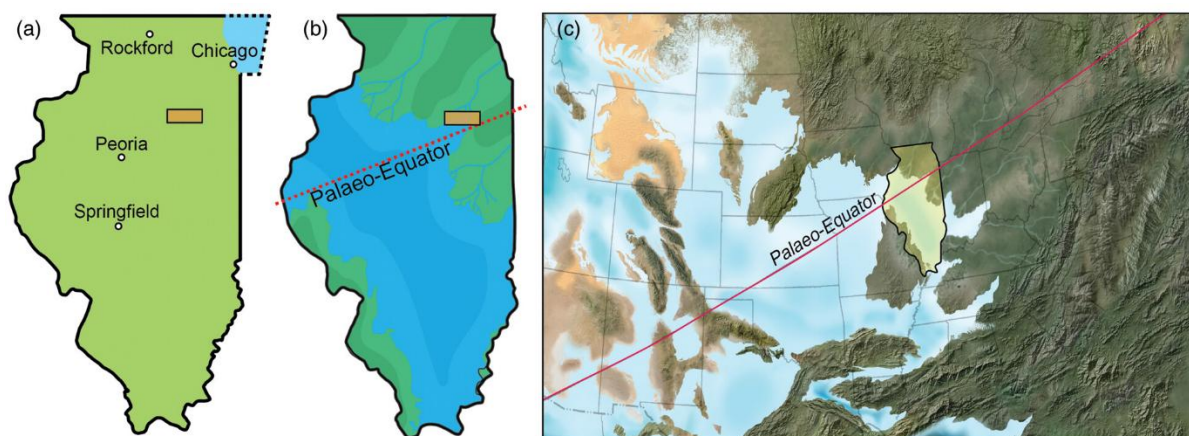 (a)
Rockford
Chicago
Peoria
Springfield
(b)
Palaeo-Equator
(c)
Palaeo-Equator